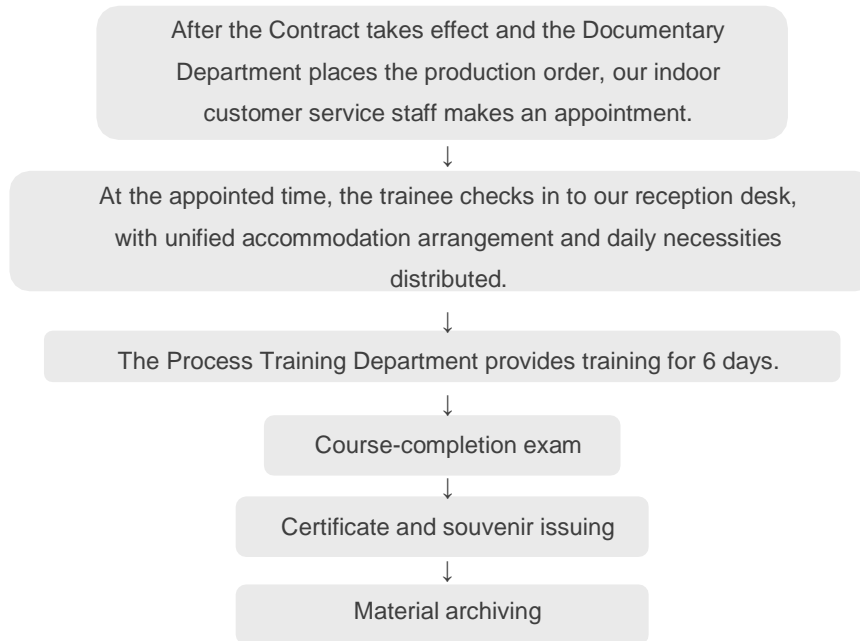 After the Contract takes effect and the Documentary
Department places the production order, our indoor
customer service staff makes an appointment.
↓
At the appointed time, the trainee checks in to our reception desk,
with unified accommodation arrangement and daily necessities
distributed.
↓
The Process Training Department provides training for 6 days.
↓
Course-completion exam
↓
Certificate and souvenir issuing
↓
Material archiving